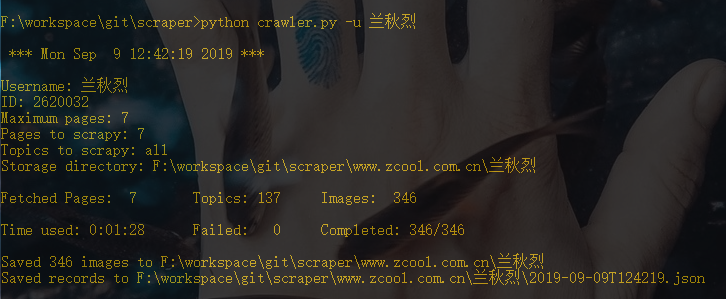 F:\workspace\git\scraper>python crawler.py -u 兰秋烈
*** Mon Sep  9 12:42:19 2019 ***
Username: 兰秋烈
ID: 2620032
Maximum pages: 7
Pages to scrapy: 7
Topics to scrapy: all
Storage directory: F:\workspace\git\scraper\www.zcool.com.cn\兰秋烈
Fetched Pages:  7       Topics: 137     Images:  346
Time used: 0:01:28      Failed:   0     Completed: 346/346
Saved 346 images to F:\workspace\git\scraper\www.zcool.com.cn\兰秋烈
Saved records to F:\workspace\git\scraper\www.zcool.com.cn\兰秋烈\2019-09-09T124219.json